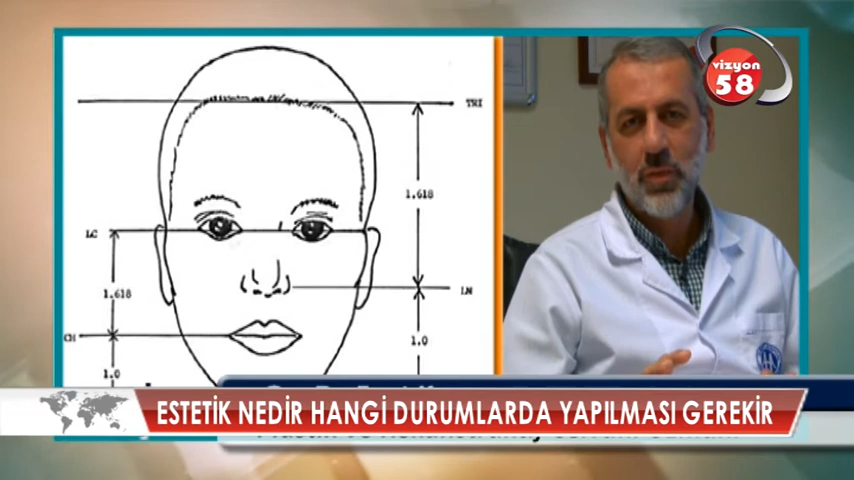 vizyon
58
TRI
1.618
LC
1.618
LN
CH
1.0
1.0
ESTETİK NEDİR HANGİ DURUMLARDA YAPILMASI GEREKİR